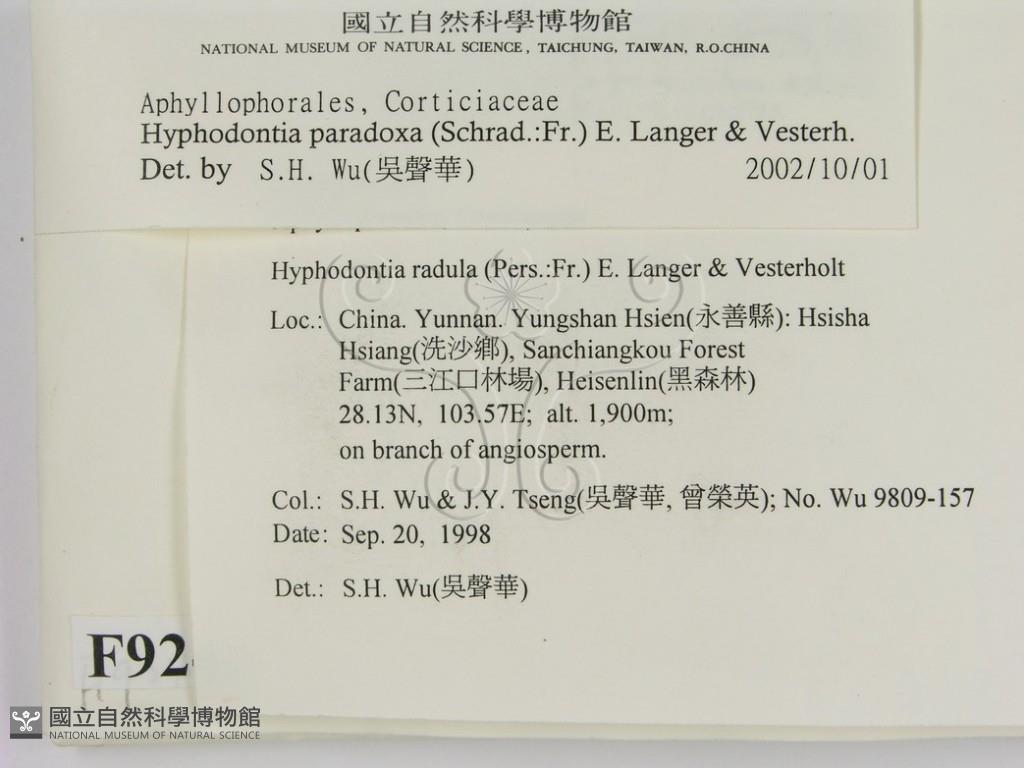 國立自然科學博物館
NATIONAL MUSEUM OF NATURAL SCIENCE, TAICHUNG, TAIWAN, R.O.CHINA
Aphyllophorales, Corticiaceae
Hyphodontia paradoxa (Schrad.:Fr.) E. Langer & Vesterh.
Det. by S.H. Wu(吳聲華) 2002/10/01
Hyphodontia radula (Pers.:Fr.) E. Langer & Vesterholt
Loc.: China. Yunnan. Yungshan Hsien(永善縣): Hsisha
Hsiang(洗沙鄉), Sanchiangkou Forest
Farm(三江口林場), Heisenlin(黑森林)
28.13N, 103.57E; alt. 1,900m;
on branch of angiosperm.
Col.: S.H. Wu & J.Y. Tseng(吳聲華, 曾榮英); No. Wu 9809-157
Date: Sep. 20, 1998
Det.: S.H. Wu(吳聲華)
F92
國立自然科學博物館
NATIONAL MUSEUM OF NATURAL SCIENCE